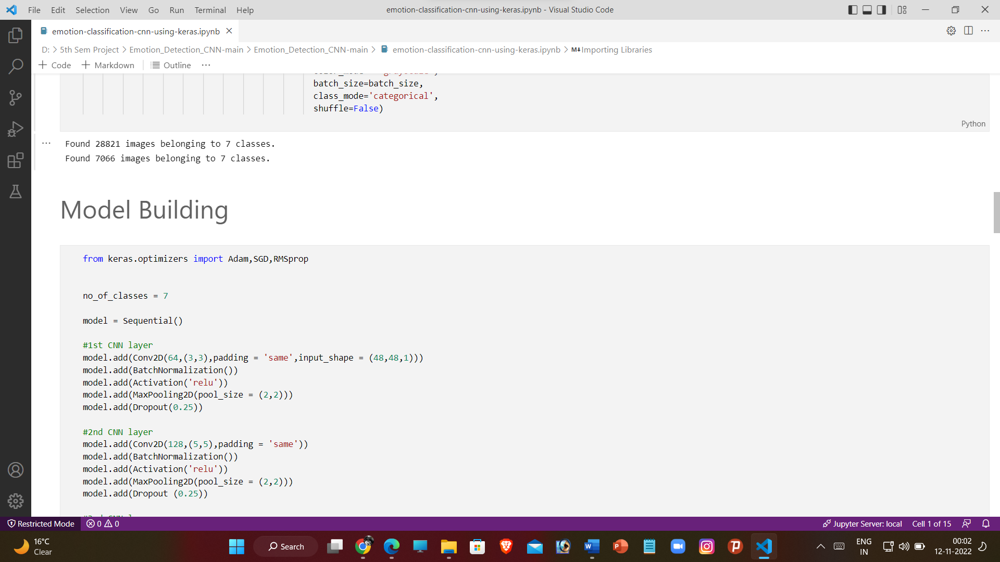 File Edit Selection View Go Run Terminal Help
emotion-classification-cnn-using-keras.ipynb - Visual Studio Code
emotion-classification-cnn-using-keras.ipynb
D: > 5th Sem Project > Emotion_Detection_CNN-main > Emotion_Detection_CNN-main > emotion-classification-cnn-using-keras.ipynb > M↓Importing Libraries
+ Code + Markdown Outline ...
batch_size=batch_size,
class_mode='categorical',
shuffle=False)
Python
Found 28821 images belonging to 7 classes.
Found 7066 images belonging to 7 classes.
Model Building
from keras.optimizers import Adam,SGD,RMSprop
no_of_classes = 7
model = Sequential()
#1st CNN layer
model.add(Conv2D(64,(3,3),padding = 'same',input_shape = (48,48,1)))
model.add(BatchNormalization())
model.add(Activation('relu'))
model.add(MaxPooling2D(pool_size = (2,2)))
model.add(Dropout(0.25))
#2nd CNN layer
model.add(Conv2D(128,(5,5),padding = 'same'))
model.add(BatchNormalization())
model.add(Activation('relu'))
model.add(MaxPooling2D(pool_size = (2,2)))
model.add(Dropout (0.25))
Restricted Mode 0 0
Jupyter Server: local Cell 1 of 15
16°C
Clear
Search
ENG
IN
00:02
12-11-2022